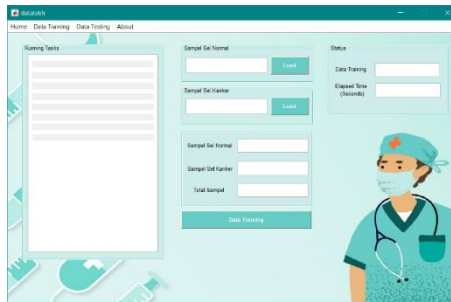 datalatih
Home Data Training Data Testing About
Running Tasks
Sampel Sel Normal
Load
Sampel Sel Kanker
Load
Sampel Sel Normal
Sampel Sel Kanker
Total Sampel
Data Training
Status
Data Training
Elapsed Time
(Seconds)